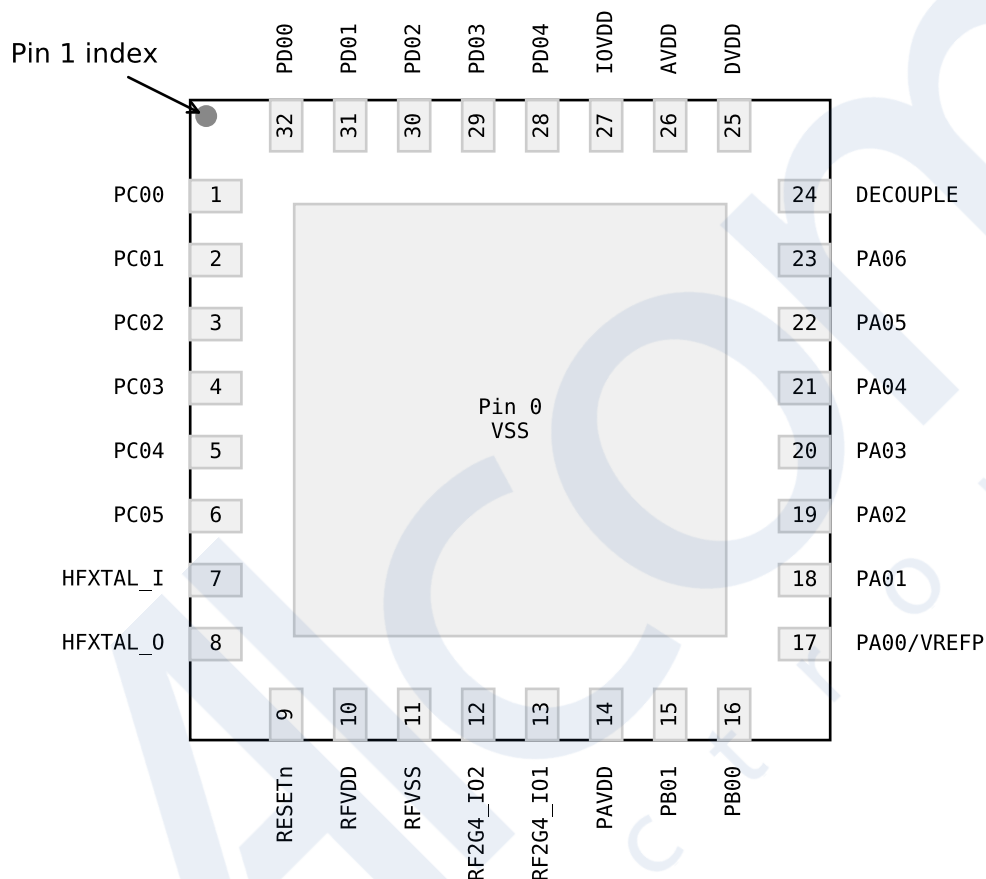 Pin 1 index
PD00 PD01 PD02 PD03 PD04 IOVDD AVDD DVDD
32 31 30 29 28 27 26 25
PC00 1 24 DECOUPLE
PC01 2 23 PA06
PC02 3 22 PA05
PC03 4 21 PA04
Pin 0
VSS
PC04 5 20 PA03
PC05 6 19 PA02
HFXTAL_I 7 18 PA01
HFXTAL_O 8 17 PA00/VREFP
9 10 11 12 13 14 15 16
RESETn RFVDD RFVSS RF2G4_IO2 RF2G4_IO1 PAVDD PB01 PB00